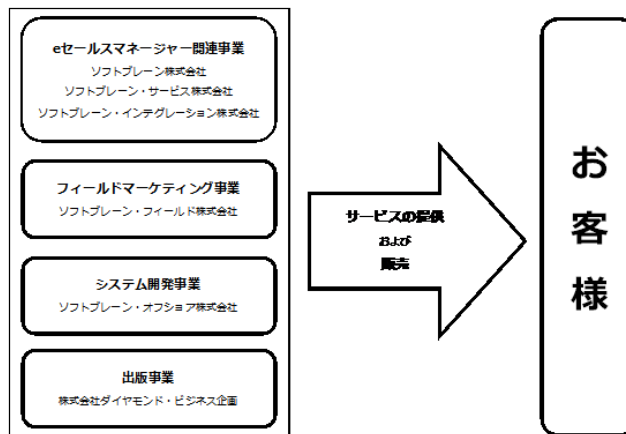 eセールスマネージャー関連事業
ソフトブレーン株式会社
ソフトブレーン・サービス株式会社
ソフトブレーン・インテグレーション株式会社
フィールドマーケティング事業
ソフトブレーン・フィールド株式会社
システム開発事業
ソフトブレーン・オフショア株式会社
出版事業
株式会社ダイヤモンド・ビジネス企画
サービスの提供
および
販売
お
客
様